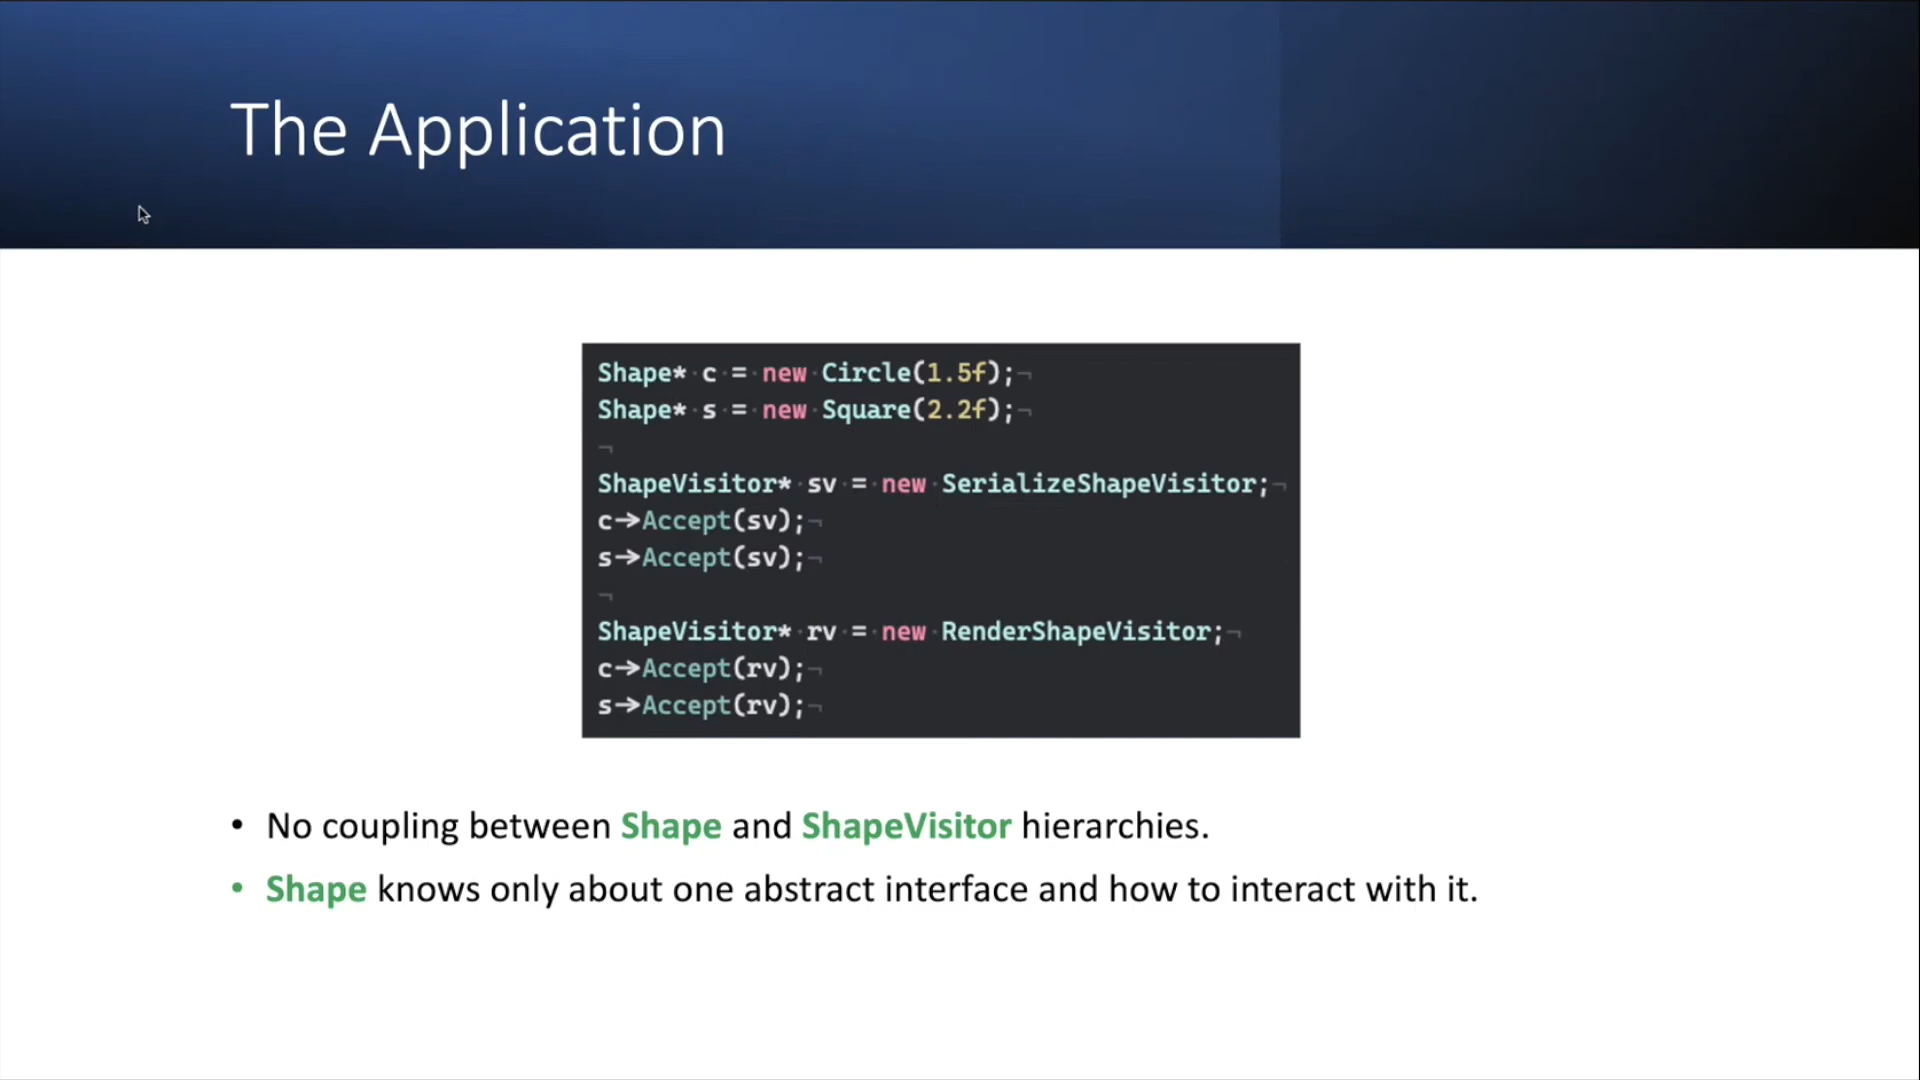 The Application
Shape* c = new Circle(1.5f);¬
Shape* s = new Square(2.2f);¬
¬
ShapeVisitor* sv = new SerializeShapeVisitor;¬
c->Accept(sv);¬
s->Accept(sv);¬
¬
ShapeVisitor* rv = new RenderShapeVisitor;¬
c->Accept(rv);¬
s->Accept(rv);¬
• No coupling between Shape and ShapeVisitor hierarchies.
• Shape knows only about one abstract interface and how to interact with it.